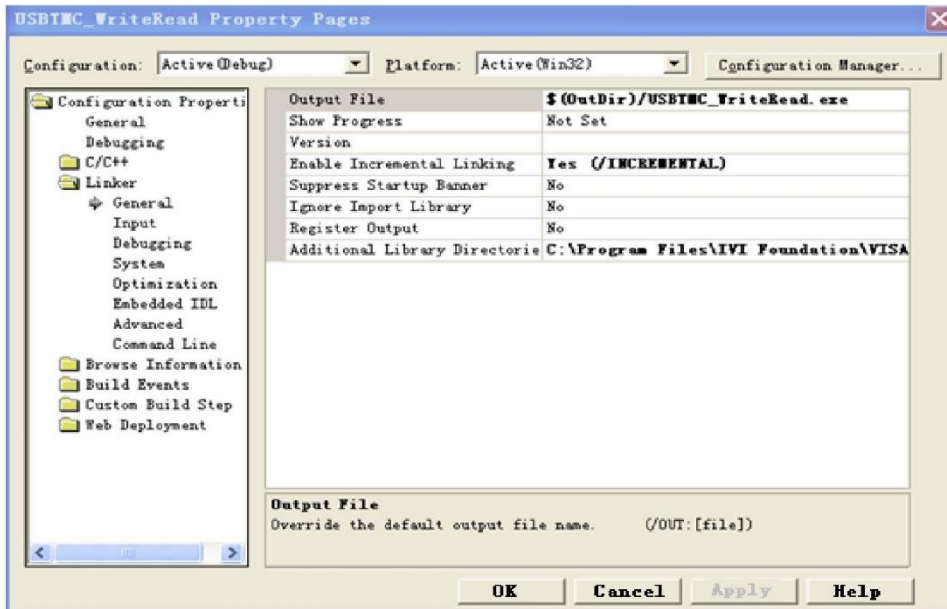 USBTMC_WriteRead Property Pages
Configuration: Active(Debug) Platform: Active(Win32) Configuration Manager...
Configuration Properti
General
Debugging
C/C++
Linker
General
Input
Debugging
System
Optimization
Embedded IDL
Advanced
Command Line
Browse Information
Build Events
Custom Build Step
Web Deployment
Output File $(OutDir)/USBTMC_WriteRead.exe
Show Progress Not Set
Version
Enable Incremental Linking Yes (/INCREMENTAL)
Suppress Startup Banner No
Ignore Import Library No
Register Output No
Additional Library Directorie C:\Program Files\IVI Foundation\VISA
Output File
Override the default output file name. (/OUT:[file])
OK Cancel Apply Help